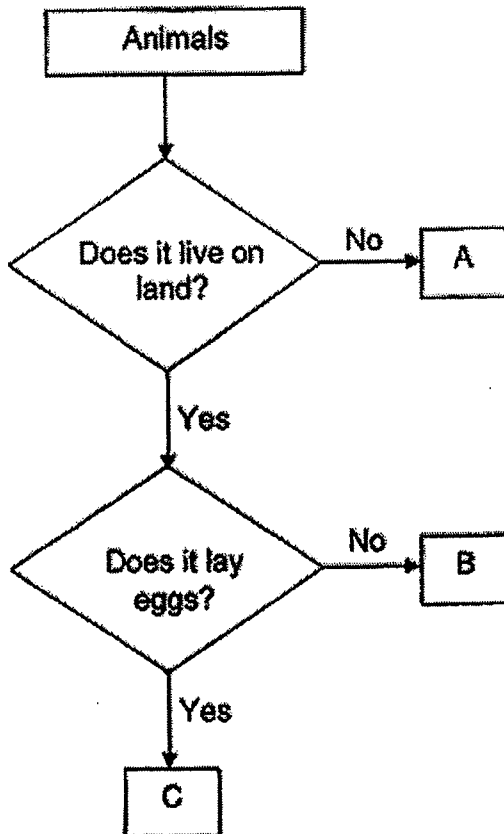 Animals
Does it live on
land?
No
A
Yes
Does it lay
eggs?
No
B
Yes
C